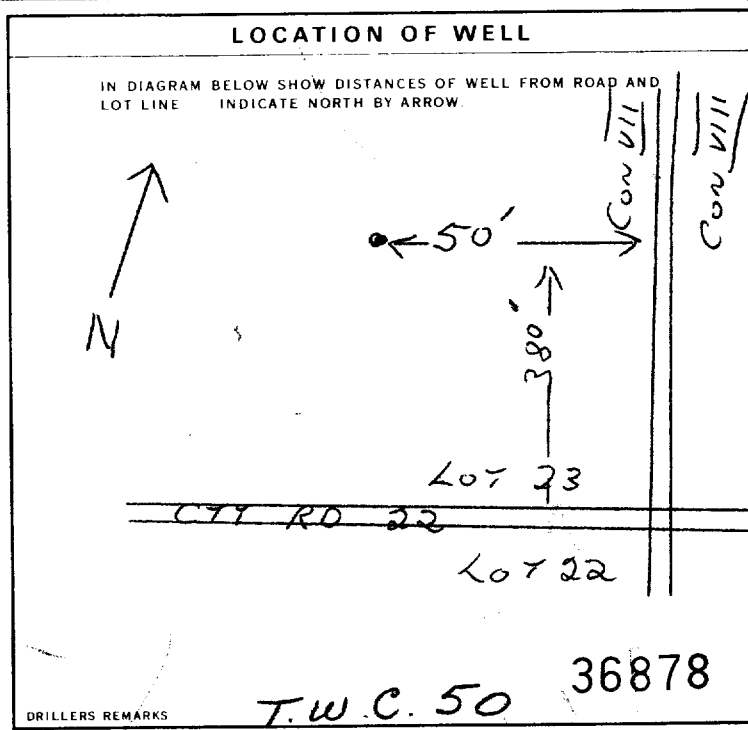 LOCATION OF WELL
IN DIAGRAM BELOW SHOW DISTANCES OF WELL FROM ROAD AND
LOT LINE INDICATE NORTH BY ARROW.
CON VII
CON VIII
50'
N
38'
LOT 23
CTY RD 22
LOT 22
36878
DRILLERS REMARKS
T.W.C. 50